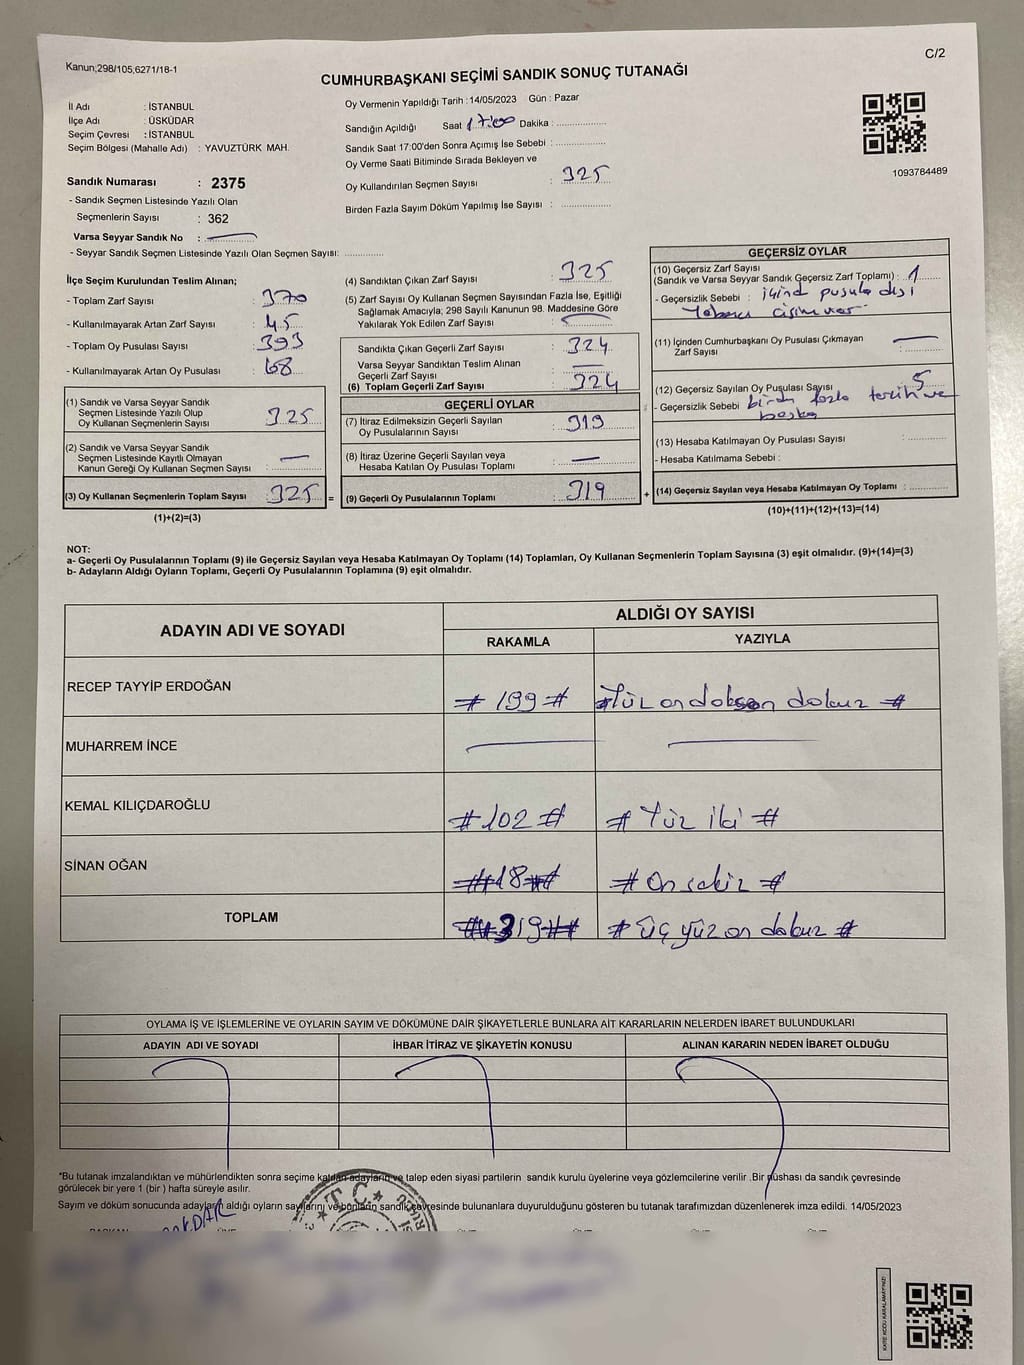 Kanun;298/105,6271/18-1
C/2
CUMHURBAŞKANI SEÇİMİ SANDIK SONUÇ TUTANAĞI
İl Adı : İSTANBUL
İlçe Adı : ÜSKÜDAR
Seçim Çevresi : İSTANBUL
Seçim Bölgesi (Mahalle Adı) : YAVUZTÜRK MAH.
Sandık Numarası : 2375
- Sandık Seçmen Listesinde Yazılı Olan
Seçmenlerin Sayısı : 362
Varsa Seyyar Sandık No :
- Seyyar Sandık Seçmen Listesinde Yazılı Olan Seçmen Sayısı: ..............
Oy Vermenin Yapıldığı Tarih :14/05/2023 Gün : Pazar
Sandığın Açıldığı Saat 17:00 Dakika : ..............
Sandık Saat 17:00'den Sonra Açımış İse Sebebi : ..............
Oy Verme Saati Bitiminde Sırada Bekleyen ve
Oy Kullandırılan Seçmen Sayısı : 325
Birden Fazla Sayım Döküm Yapılmış İse Sayısı : ..............
1093764489
İlçe Seçim Kurulundan Teslim Alınan;
- Toplam Zarf Sayısı : 370
- Kullanılmayarak Artan Zarf Sayısı : 45
- Toplam Oy Pusulası Sayısı : 393
- Kullanılmayarak Artan Oy Pusulası : 68
(1) Sandık ve Varsa Seyyar Sandık
Seçmen Listesinde Yazılı Olup
Oy Kullanan Seçmenlerin Sayısı : 325
(2) Sandık ve Varsa Seyyar Sandık
Seçmen Listesinde Kayıtlı Olmayan
Kanun Gereği Oy Kullanan Seçmen Sayısı : —
(3) Oy Kullanan Seçmenlerin Toplam Sayısı : 325 =
(1)+(2)=(3)
(4) Sandıktan Çıkan Zarf Sayısı : 325
(5) Zarf Sayısı Oy Kullanan Seçmen Sayısından Fazla İse, Eşitliği
Sağlamak Amacıyla; 298 Sayılı Kanunun 98. Maddesine Göre
Yakılarak Yok Edilen Zarf Sayısı : —
Sandıkta Çıkan Geçerli Zarf Sayısı : 324
Varsa Seyyar Sandıktan Teslim Alınan
Geçerli Zarf Sayısı : —
(6) Toplam Geçerli Zarf Sayısı : 324
GEÇERLİ OYLAR
(7) İtiraz Edilmeksizin Geçerli Sayılan
Oy Pusulalarının Sayısı : 319
(8) İtiraz Üzerine Geçerli Sayılan veya
Hesaba Katılan Oy Pusulası Toplamı : —
(9) Geçerli Oy Pusulalarının Toplamı : 319 +
GEÇERSİZ OYLAR
(10) Geçersiz Zarf Sayısı
(Sandık ve Varsa Seyyar Sandık Geçersiz Zarf Toplamı) : 1
- Geçersizlik Sebebi : içind pusula dışı
Yabancı cisim var
(11) İçinden Cumhurbaşkanı Oy Pusulası Çıkmayan
Zarf Sayısı —
(12) Geçersiz Sayılan Oy Pusulası Sayısı 5
- Geçersizlik Sebebi birden fazla tercih ve
başka
(13) Hesaba Katılmayan Oy Pusulası Sayısı : ..............
- Hesaba Katılmama Sebebi :
(14) Geçersiz Sayılan veya Hesaba Katılmayan Oy Toplamı : ..............
(10)+(11)+(12)+(13)=(14)
NOT:
a- Geçerli Oy Pusulalarının Toplamı (9) ile Geçersiz Sayılan veya Hesaba Katılmayan Oy Toplamı (14) Toplamları, Oy Kullanan Seçmenlerin Toplam Sayısına (3) eşit olmalıdır. (9)+(14)=(3)
b- Adayların Aldığı Oyların Toplamı, Geçerli Oy Pusulalarının Toplamına (9) eşit olmalıdır.
ADAYIN ADI VE SOYADI ALDIĞI OY SAYISI
RAKAMLA YAZIYLA
RECEP TAYYİP ERDOĞAN # 199 # #Yüz on doksan dokuz #
MUHARREM İNCE — —
KEMAL KILIÇDAROĞLU # 102 # # Yüz iki #
SİNAN OĞAN ##18## # On sekiz #
TOPLAM ##319## # Üç yüz on dokuz #
OYLAMA İŞ VE İŞLEMLERİNE VE OYLARIN SAYIM VE DÖKÜMÜNE DAİR ŞİKAYETLERLE BUNLARA AİT KARARLARIN NELERDEN İBARET BULUNDUKLARI
ADAYIN ADI VE SOYADI İHBAR İTİRAZ VE ŞİKAYETİN KONUSU ALINAN KARARIN NEDEN İBARET OLDUĞU
*Bu tutanak imzalandıktan ve mühürlendikten sonra seçime katılan adayların ve talep eden siyasi partilerin sandık kurulu üyelerine veya gözlemcilerine verilir .Bir nüshası da sandık çevresinde
görülecek bir yere 1 (bir ) hafta süreyle asılır.
Sayım ve döküm sonucunda adayların aldığı oyların sayılarını ve bunların sandık çevresinde bulunanlara duyurulduğunu gösteren bu tutanak tarafımızdan düzenlenerek imza edildi. 14/05/2023
★ T.C. ★